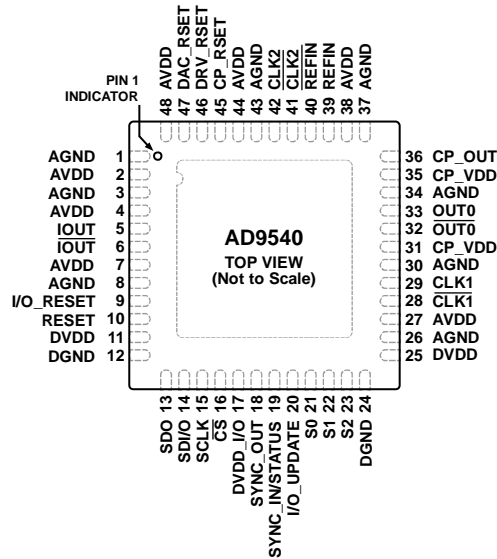 PIN 1
INDICATOR
48 AVDD
47 DAC_RSET
46 DRV_RSET
45 CP_RSET
44 AVDD
43 AGND
42 CLK2
41 CLK2
40 REFIN
39 REFIN
38 AVDD
37 AGND
AGND 1
AVDD 2
AGND 3
AVDD 4
IOUT 5
IOUT 6
AVDD 7
AGND 8
I/O_RESET 9
RESET 10
DVDD 11
DGND 12
AD9540
TOP VIEW
(Not to Scale)
36 CP_OUT
35 CP_VDD
34 AGND
33 OUT0
32 OUT0
31 CP_VDD
30 AGND
29 CLK1
28 CLK1
27 AVDD
26 AGND
25 DVDD
SDO 13
SDI/O 14
SCLK 15
CS 16
DVDD_I/O 17
SYNC_OUT 18
SYNC_IN/STATUS 19
I/O_UPDATE 20
S0 21
S1 22
S2 23
DGND 24